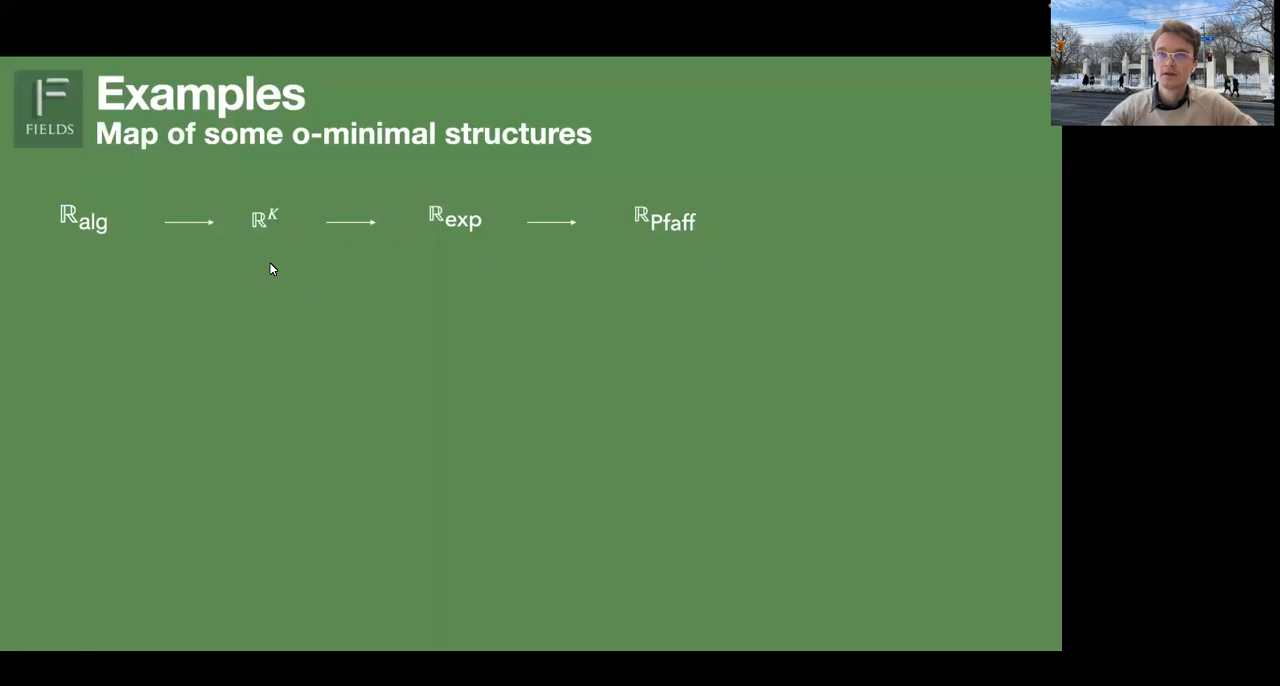 Examples
FIELDS
Map of some o-minimal structures
ℝalg → ℝᴷ → ℝexp → ℝPfaff